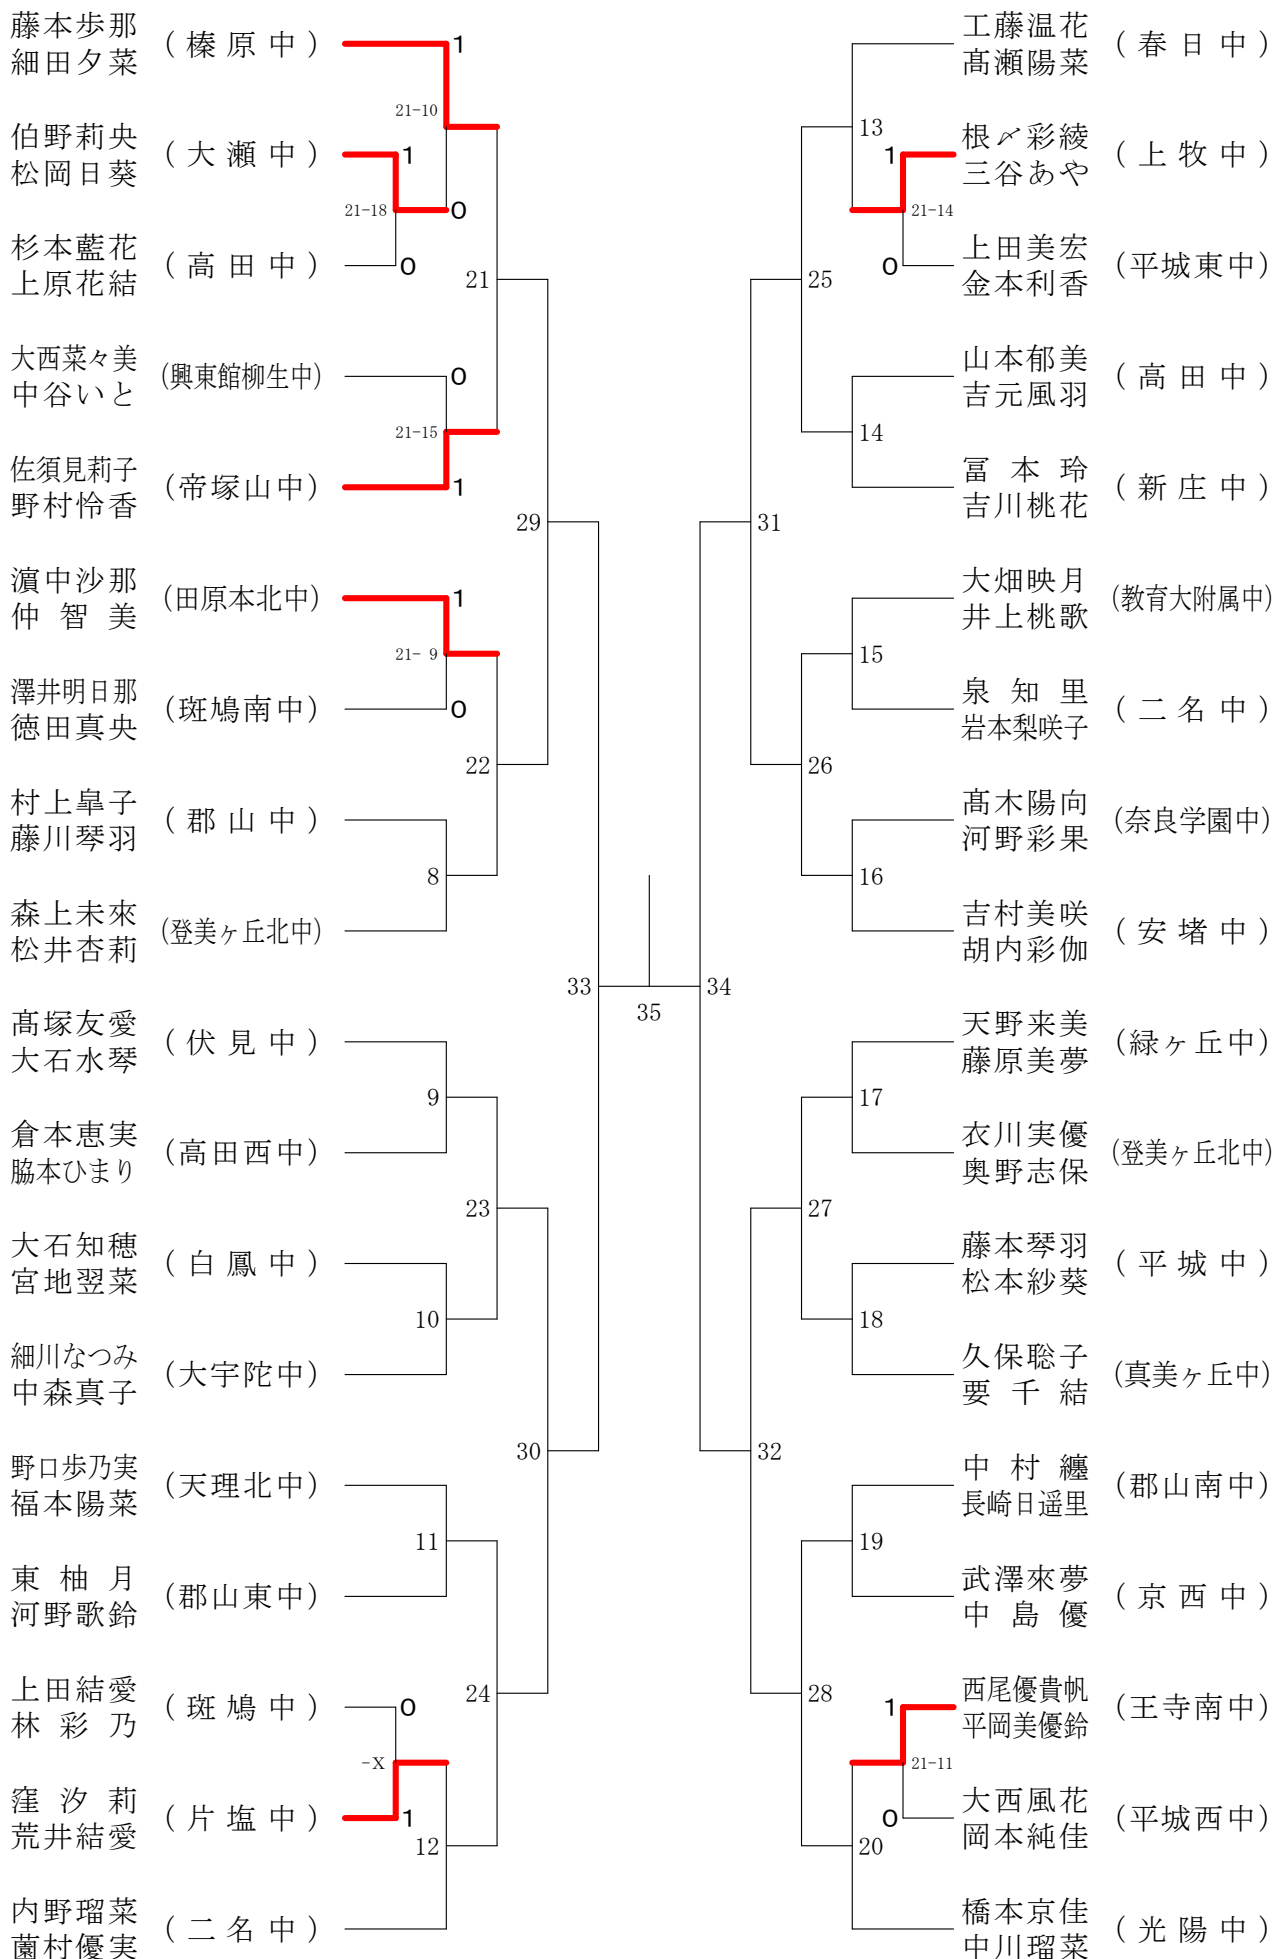 藤本歩那
細田夕菜
(榛原中)
1
21-10
伯野莉央
松岡日葵
(大瀬中)
1
21-18
0
杉本藍花
上原花結
(高田中)
0
21
大西菜々美
中谷いと
(興東館柳生中)
0
21-15
佐須見莉子
野村怜香
(帝塚山中)
1
29
濵中沙那
仲智美
(田原本北中)
1
21- 9
澤井明日那
徳田真央
(斑鳩南中)
0
22
村上皐子
藤川琴羽
(郡山中)
8
森上未來
松井杏莉
(登美ヶ丘北中)
33
髙塚友愛
大石水琴
(伏見中)
9
倉本恵実
脇本ひまり
(高田西中)
23
大石知穂
宮地翌菜
(白鳳中)
10
細川なつみ
中森真子
(大宇陀中)
30
野口歩乃実
福本陽菜
(天理北中)
11
東柚月
河野歌鈴
(郡山東中)
24
上田結愛
林彩乃
(斑鳩中)
0
-X
窪汐莉
荒井結愛
(片塩中)
1
12
内野瑠菜
薗村優実
(二名中)
35
工藤温花
髙瀬陽菜
(春日中)
13
根〆彩綾
三谷あや
(上牧中)
1
21-14
上田美宏
金本利香
(平城東中)
0
25
山本郁美
吉元風羽
(高田中)
14
冨本玲
吉川桃花
(新庄中)
31
大畑映月
井上桃歌
(教育大附属中)
15
泉知里
岩本梨咲子
(二名中)
26
髙木陽向
河野彩果
(奈良学園中)
16
吉村美咲
胡内彩伽
(安堵中)
34
天野来美
藤原美夢
(緑ヶ丘中)
17
衣川実優
奥野志保
(登美ヶ丘北中)
27
藤本琴羽
松本紗葵
(平城中)
18
久保聡子
要千結
(真美ヶ丘中)
32
中村纏
長崎日遥里
(郡山南中)
19
武澤來夢
中島優
(京西中)
28
西尾優貴帆
平岡美優鈴
(王寺南中)
1
21-11
大西風花
岡本純佳
(平城西中)
0
20
橋本京佳
中川瑠菜
(光陽中)